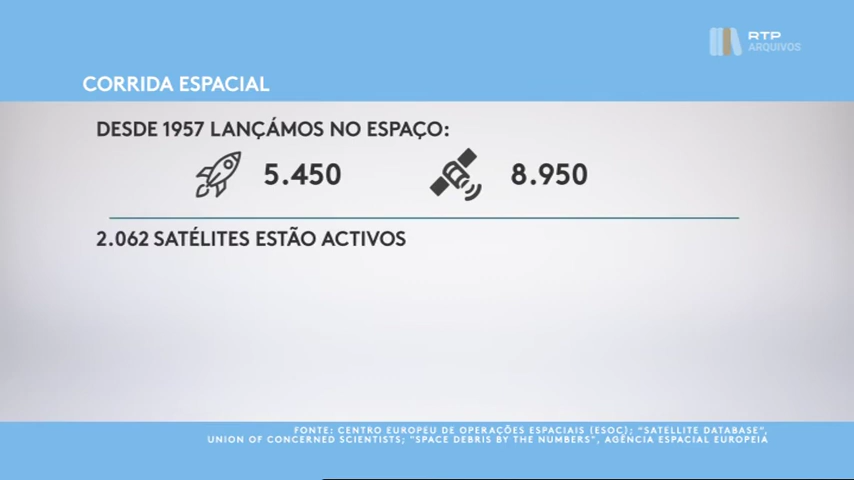 RTP
ARQUIVOS
CORRIDA ESPACIAL
DESDE 1957 LANÇÁMOS NO ESPAÇO:
5.450 8.950
2.062 SATÉLITES ESTÃO ACTIVOS
FONTE: CENTRO EUROPEU DE OPERAÇÕES ESPACIAIS (ESOC); "SATELLITE DATABASE",
UNION OF CONCERNED SCIENTISTS; "SPACE DEBRIS BY THE NUMBERS", AGÊNCIA ESPACIAL EUROPEIA